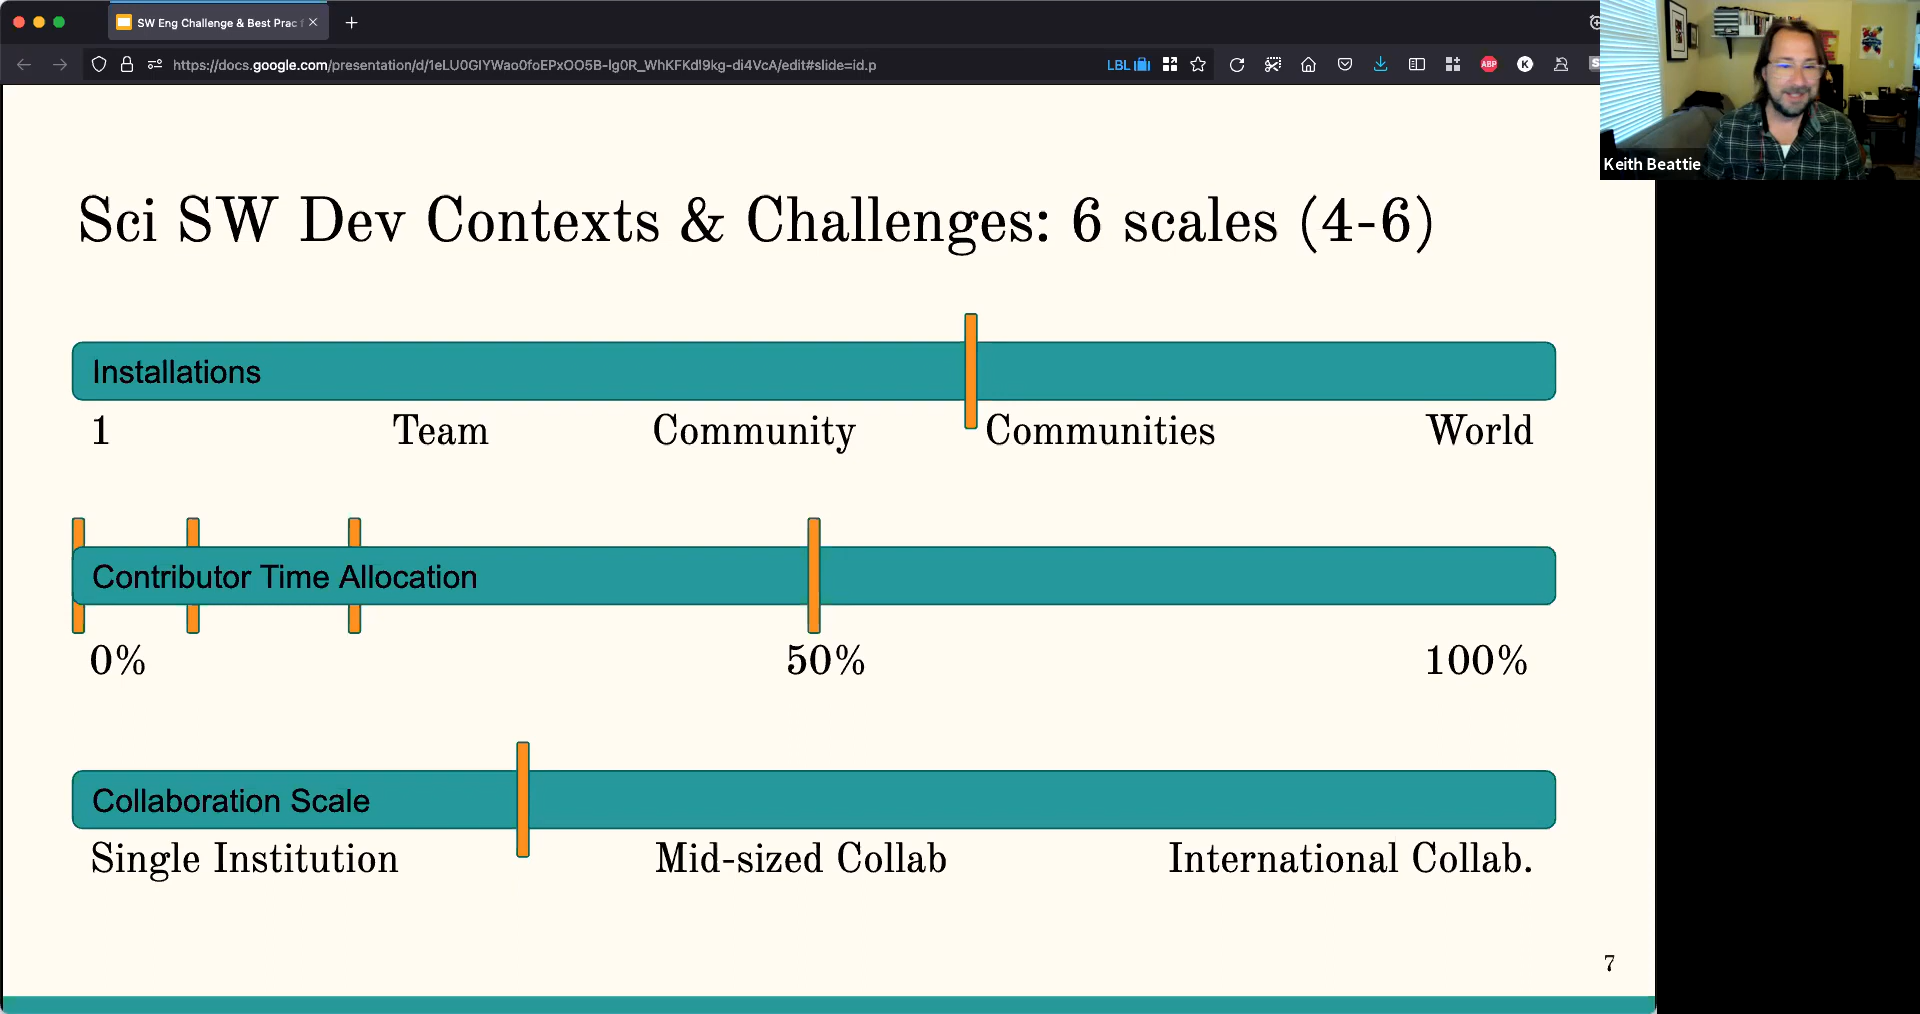 SW Eng Challenge & Best Prac f
https://docs.google.com/presentation/d/1eLU0GIYWao0foEPxOO5B-Ig0R_WhKFKdl9kg-di4VcA/edit#slide=id.p
LBL
ABP
K
Keith Beattie
Sci SW Dev Contexts & Challenges: 6 scales (4-6)
Installations
1 Team Community Communities World
Contributor Time Allocation
0% 50% 100%
Collaboration Scale
Single Institution Mid-sized Collab International Collab.
7